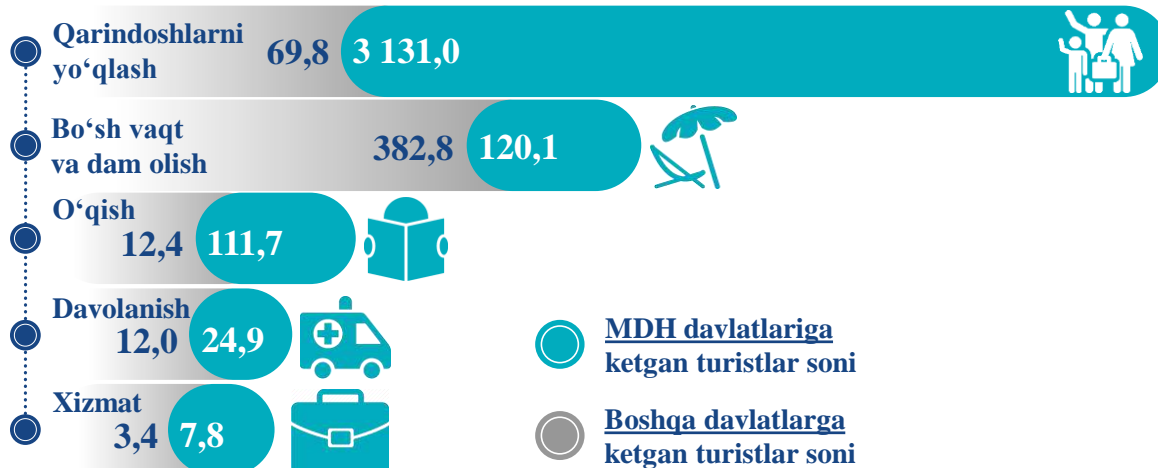 Qarindoshlarni
yo‘qlash
69,8 3 131,0
Bo‘sh vaqt
va dam olish
382,8 120,1
O‘qish
12,4 111,7
Davolanish
12,0 24,9
Xizmat
3,4 7,8
MDH davlatlariga
ketgan turistlar soni
Boshqa davlatlarga
ketgan turistlar soni